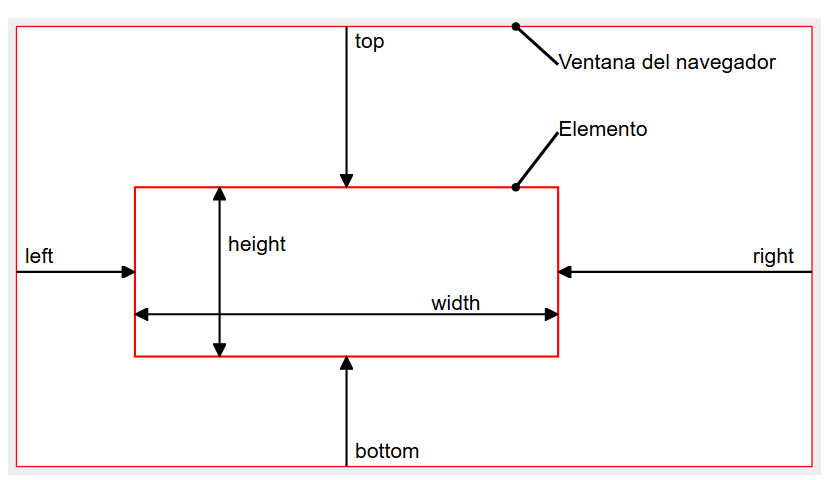 top
Ventana del navegador
Elemento
height
left
right
width
bottom